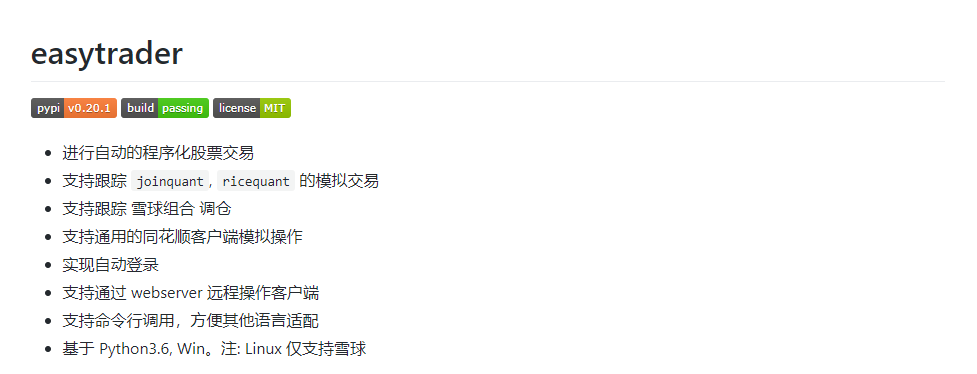 easytrader
pypi v0.20.1 build passing license MIT
进行自动的程序化股票交易
支持跟踪 joinquant, ricequant 的模拟交易
支持跟踪 雪球组合 调仓
支持通用的同花顺客户端模拟操作
实现自动登录
支持通过 webserver 远程操作客户端
支持命令行调用，方便其他语言适配
基于 Python3.6, Win。注: Linux 仅支持雪球